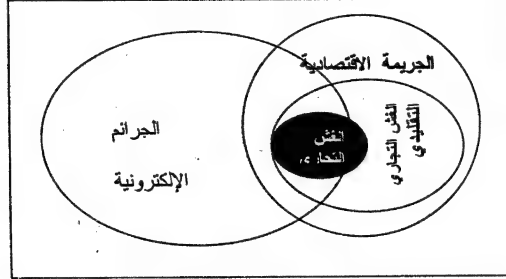 الجريمة الاقتصادية
الغش التجاري
التقليدي
الغش
التجاري
الجرائم
الإلكترونية